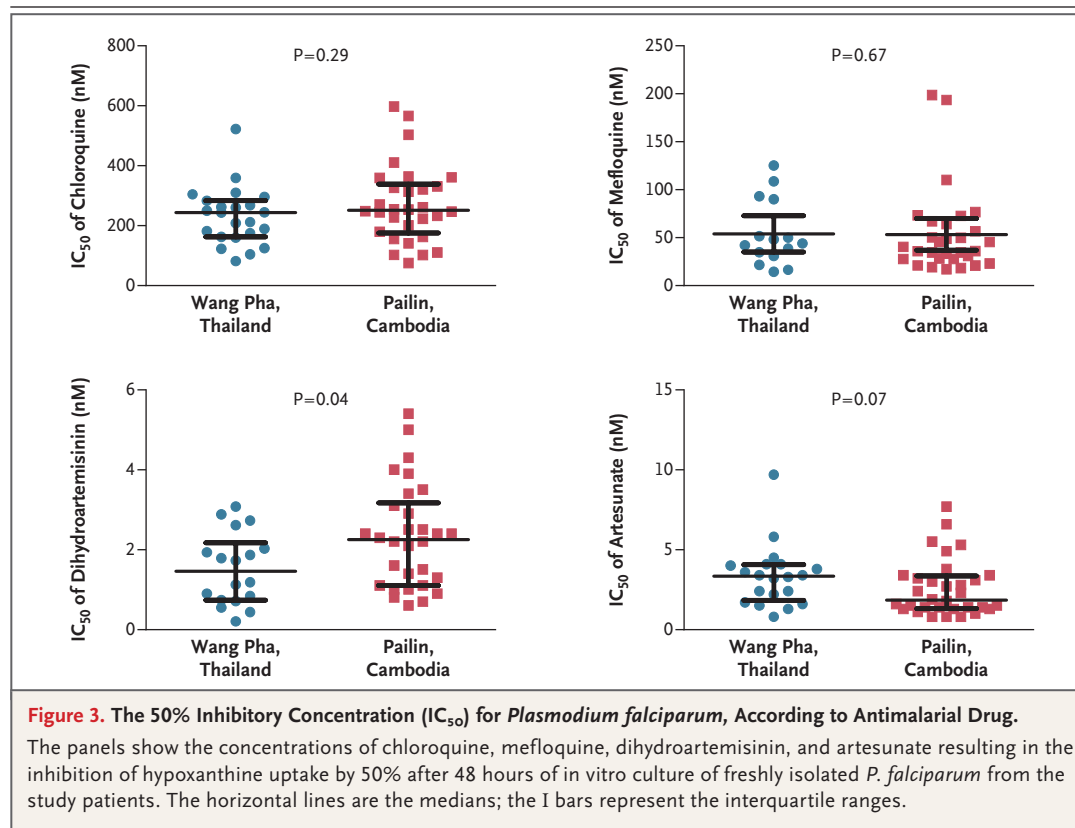 800
600
400
200
0
IC50 of Chloroquine (nM)
P=0.29
Wang Pha,
Thailand
Pailin,
Cambodia
250
200
150
100
50
0
IC50 of Mefloquine (nM)
P=0.67
Wang Pha,
Thailand
Pailin,
Cambodia
6
4
2
0
IC50 of Dihydroartemisinin (nM)
P=0.04
Wang Pha,
Thailand
Pailin,
Cambodia
15
10
5
0
IC50 of Artesunate (nM)
P=0.07
Wang Pha,
Thailand
Pailin,
Cambodia
Figure 3. The 50% Inhibitory Concentration (IC50) for Plasmodium falciparum, According to Antimalarial Drug.
The panels show the concentrations of chloroquine, mefloquine, dihydroartemisinin, and artesunate resulting in the
inhibition of hypoxanthine uptake by 50% after 48 hours of in vitro culture of freshly isolated P. falciparum from the
study patients. The horizontal lines are the medians; the I bars represent the interquartile ranges.